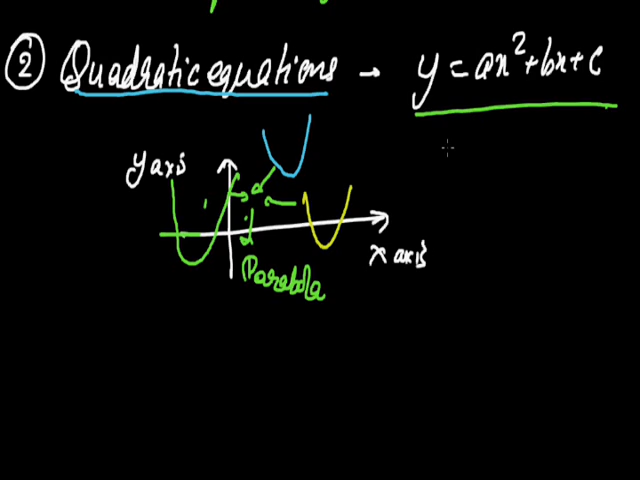 ② Quadratic equations → y = ax²+bx+c
y axis
x axis
Parabola